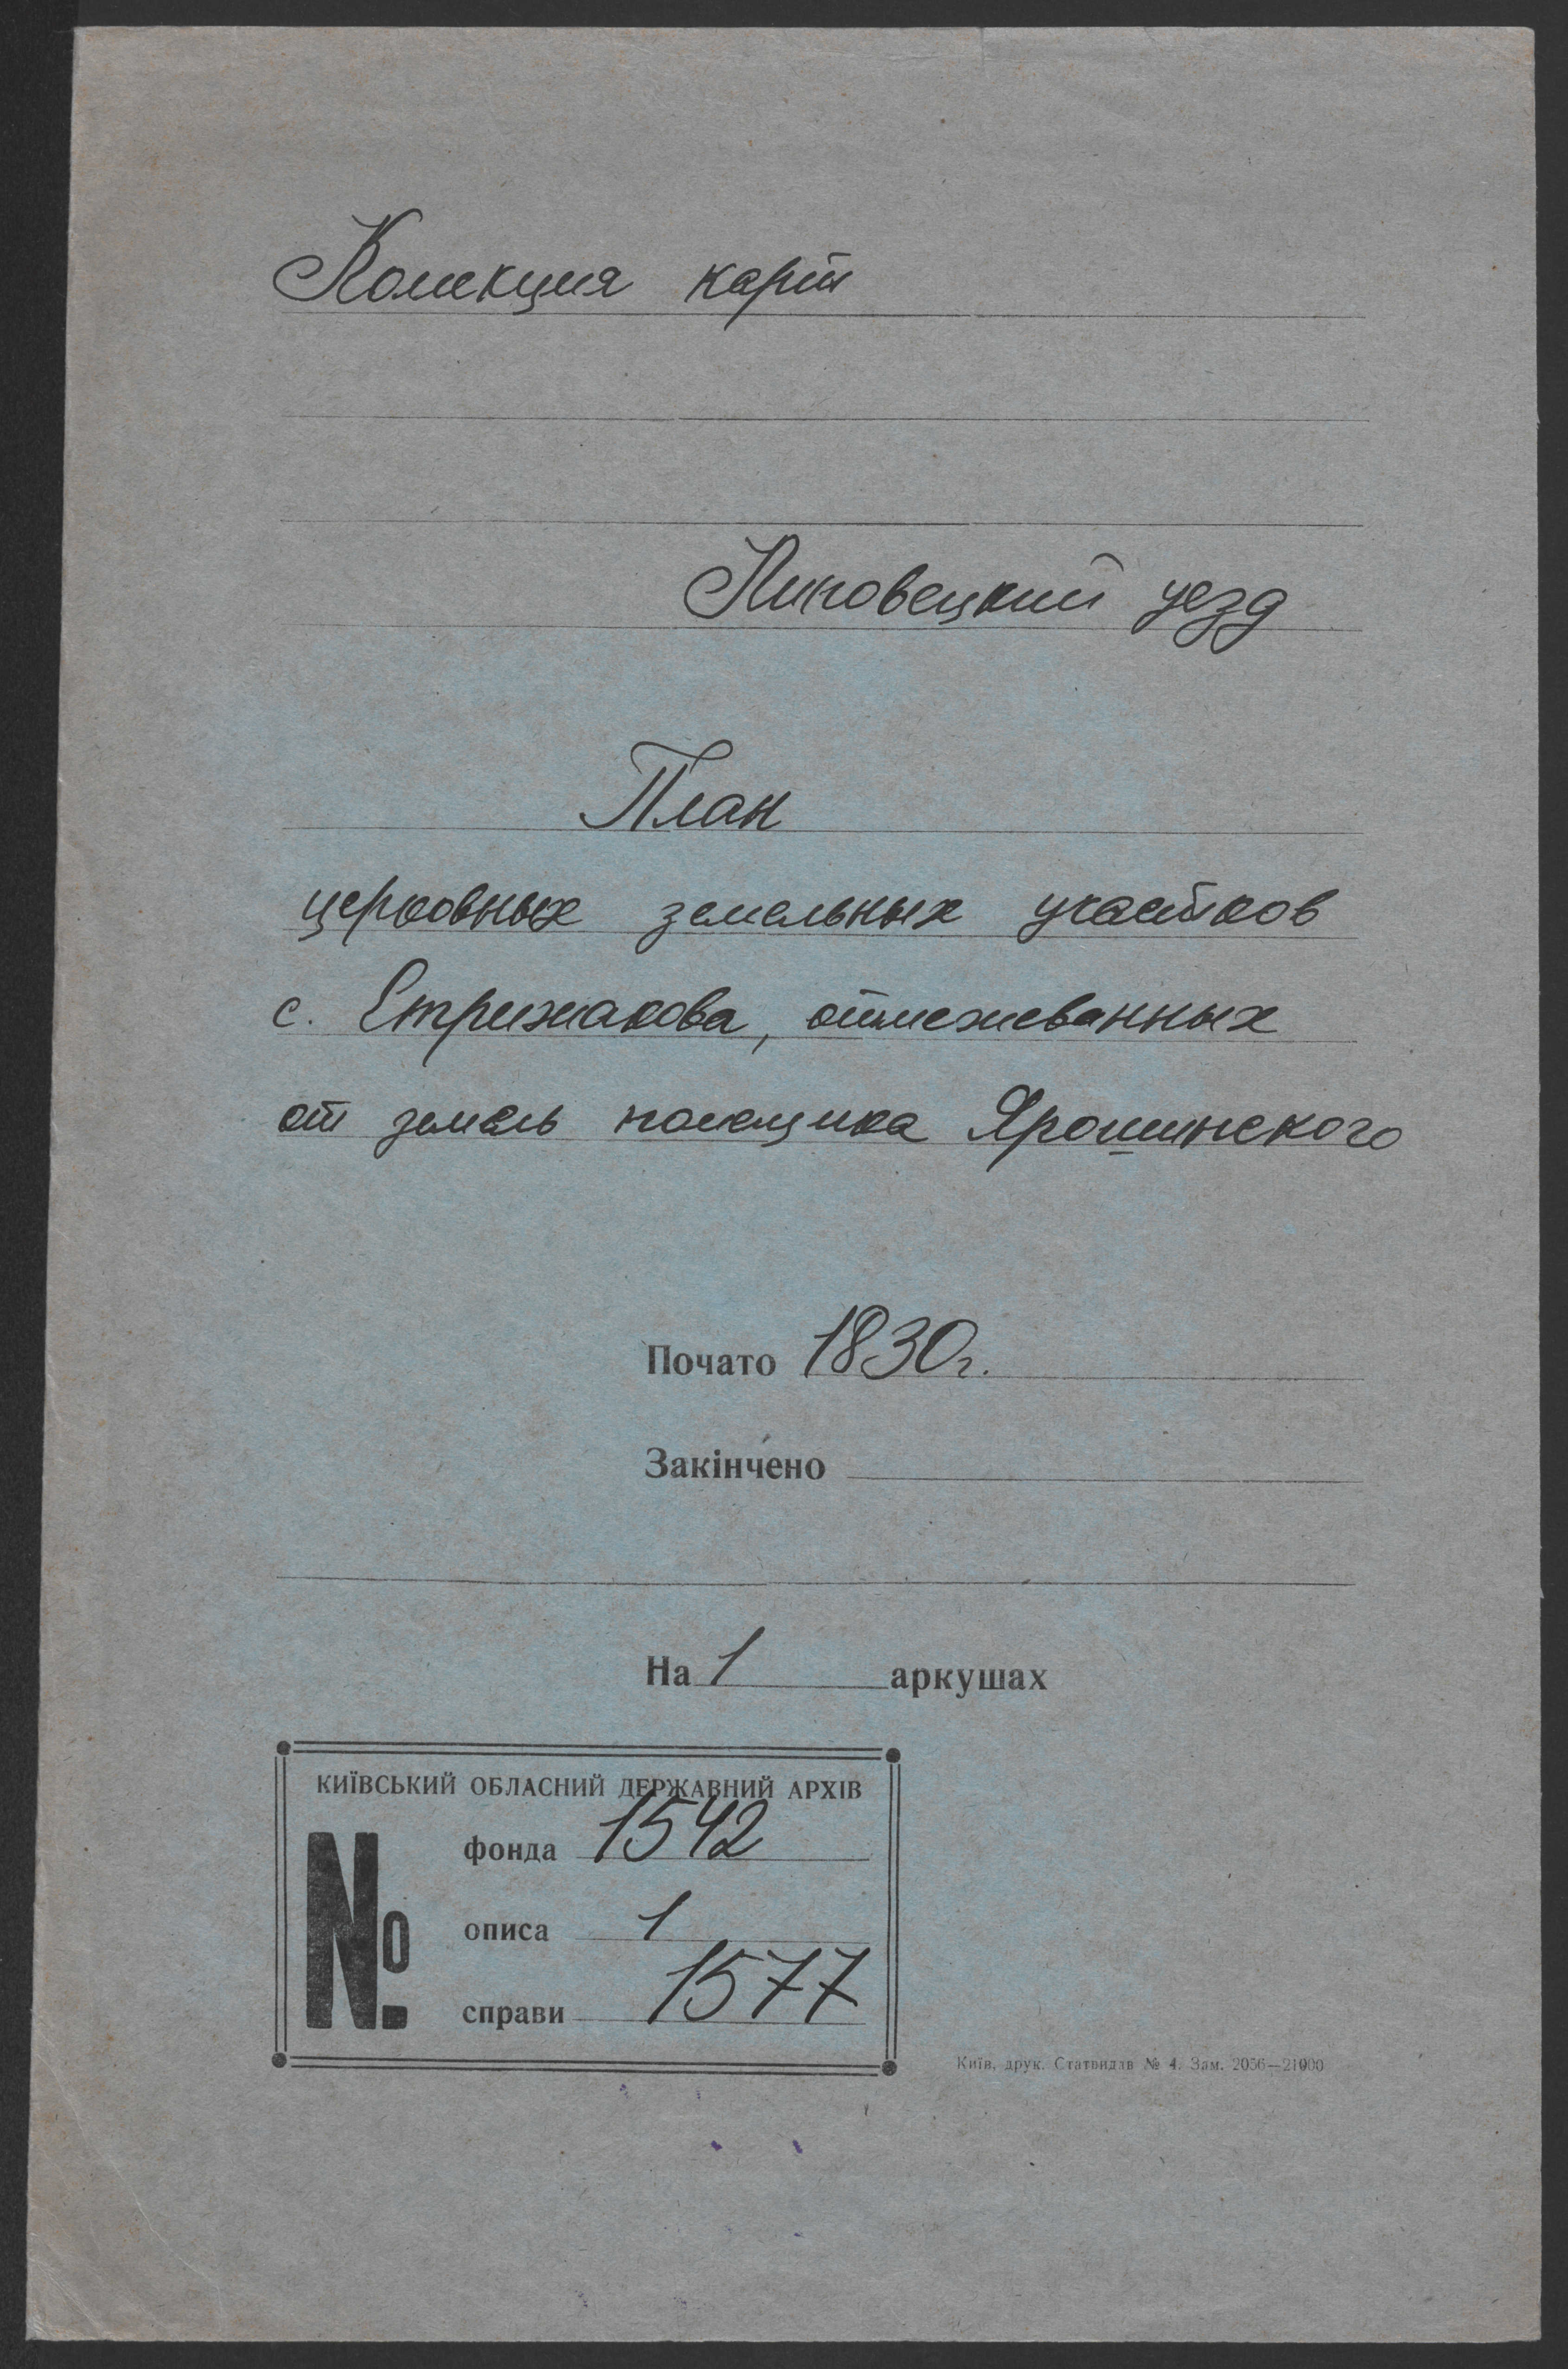 Колекция карт
Липовецкий уезд
План
церковных земельных участков
с. Стрижакова, отмежеванных
от земель помещика Ярошинского
Почато 1830г.
Закінчено
На 1 аркушах
КИЇВСЬКИЙ ОБЛАСНИЙ ДЕРЖАВНИЙ АРХІВ
№
фонда 1542
описа 1
справи 1577
Київ, друк. Статвидав № 4. Зам. 2056—21000